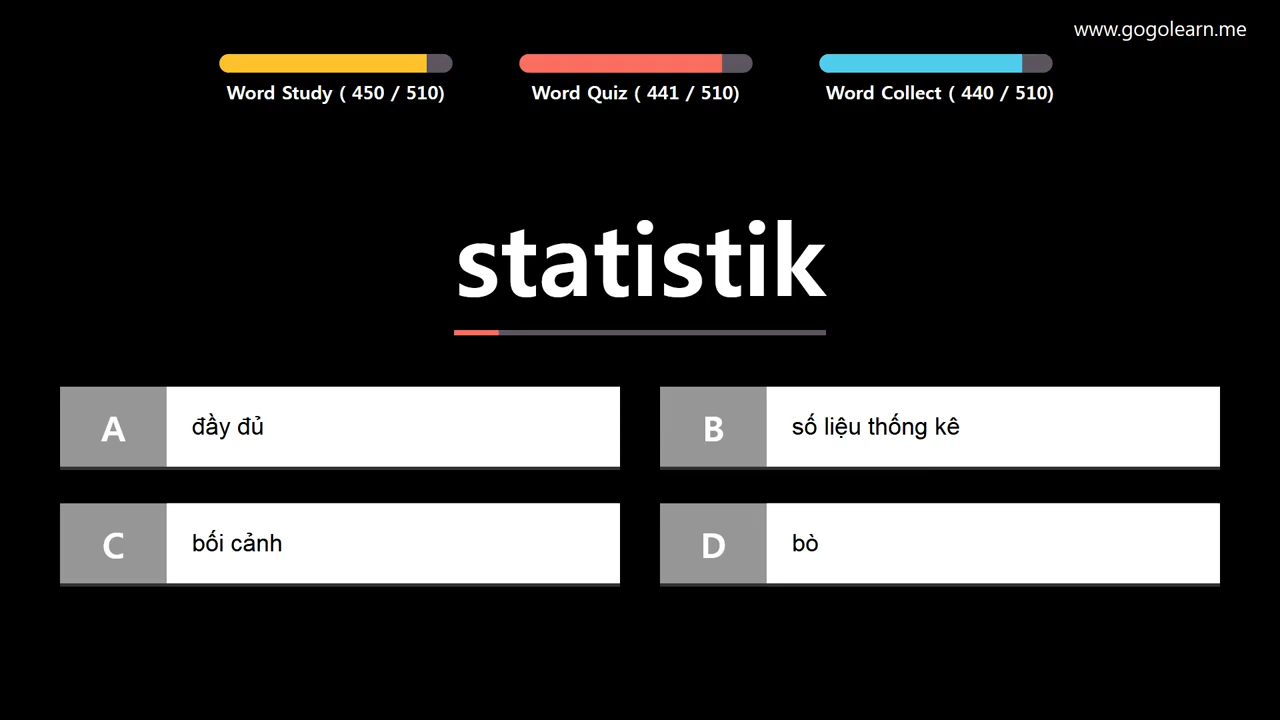 www.gogolearn.me
Word Study ( 450 / 510)
Word Quiz ( 441 / 510)
Word Collect ( 440 / 510)
statistik
A
đầy đủ
B
số liệu thống kê
C
bối cảnh
D
bò